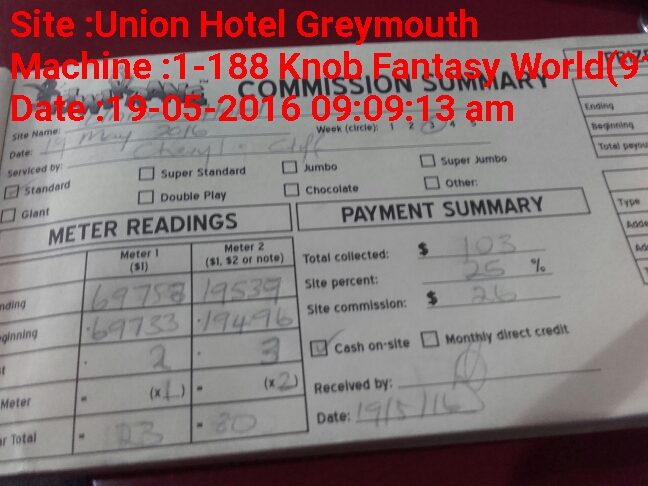 Site :Union Hotel Greymouth
Machine :1-188 Knob Fantasy World(9
Date :19-05-2016 09:09:13 am
COMMISSION SUMMARY
Site Name:
Week (circle): 1 2 3 4 5
Date: 19 May 2016
Serviced by: Cheryl Cliff
Standard
Super Standard
Jumbo
Super Jumbo
Giant
Double Play
Chocolate
Other:
METER READINGS
Meter 1 ($1)
Meter 2 ($1, $2 or note)
69758 19539
69733 19496
2 3
Meter (x1) = (x2) =
Total = 23 = 80
PAYMENT SUMMARY
Total collected: $ 103
Site percent: 25 %
Site commission: $ 26
Cash on-site
Monthly direct credit
Received by:
Date: 19/5/16
Ending
Beginning
Total payou
Type